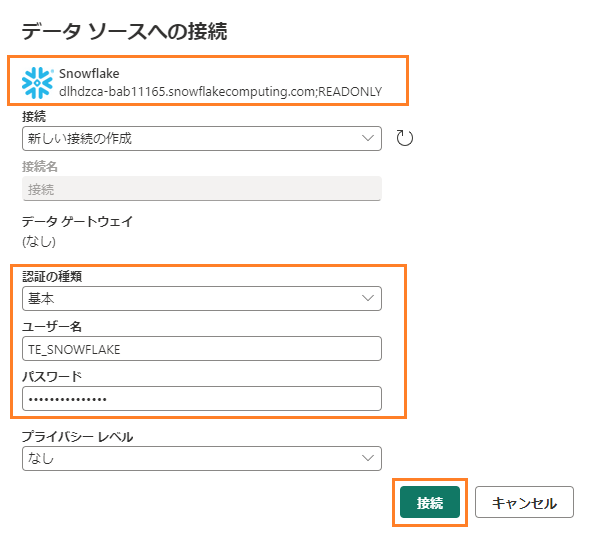 データ ソースへの接続
Snowflake
dlhdzca-bab11165.snowflakecomputing.com;READONLY
接続
新しい接続の作成
接続名
接続
データ ゲートウェイ
(なし)
認証の種類
基本
ユーザー名
TE_SNOWFLAKE
パスワード
•••••••••••••••
プライバシー レベル
なし
接続
キャンセル